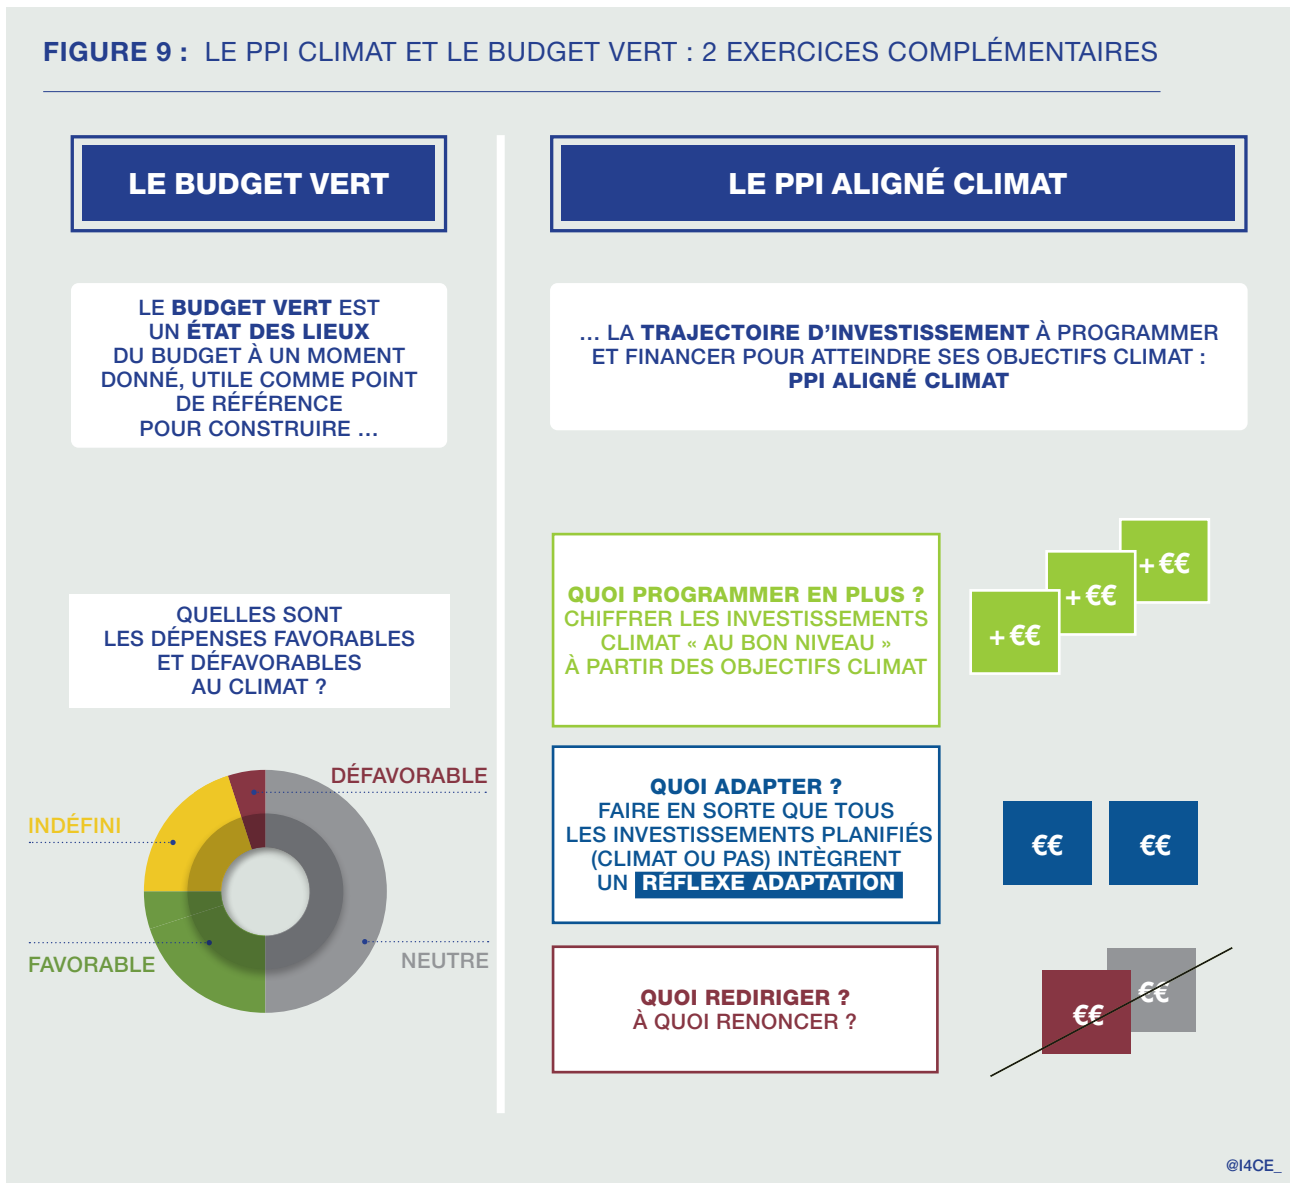 FIGURE 9 : LE PPI CLIMAT ET LE BUDGET VERT : 2 EXERCICES COMPLÉMENTAIRES
LE BUDGET VERT
LE BUDGET VERT EST
UN ÉTAT DES LIEUX
DU BUDGET À UN MOMENT
DONNÉ, UTILE COMME POINT
DE RÉFÉRENCE
POUR CONSTRUIRE ...
QUELLES SONT
LES DÉPENSES FAVORABLES
ET DÉFAVORABLES
AU CLIMAT ?
DÉFAVORABLE
INDÉFINI
FAVORABLE
NEUTRE
LE PPI ALIGNÉ CLIMAT
... LA TRAJECTOIRE D'INVESTISSEMENT À PROGRAMMER
ET FINANCER POUR ATTEINDRE SES OBJECTIFS CLIMAT :
PPI ALIGNÉ CLIMAT
QUOI PROGRAMMER EN PLUS ?
CHIFFRER LES INVESTISSEMENTS
CLIMAT « AU BON NIVEAU »
À PARTIR DES OBJECTIFS CLIMAT
+ €€
+ €€
+ €€
QUOI ADAPTER ?
FAIRE EN SORTE QUE TOUS
LES INVESTISSEMENTS PLANIFIÉS
(CLIMAT OU PAS) INTÈGRENT
UN RÉFLEXE ADAPTATION
€€
€€
QUOI REDIRIGER ?
À QUOI RENONCER ?
€€
€€
@I4CE_